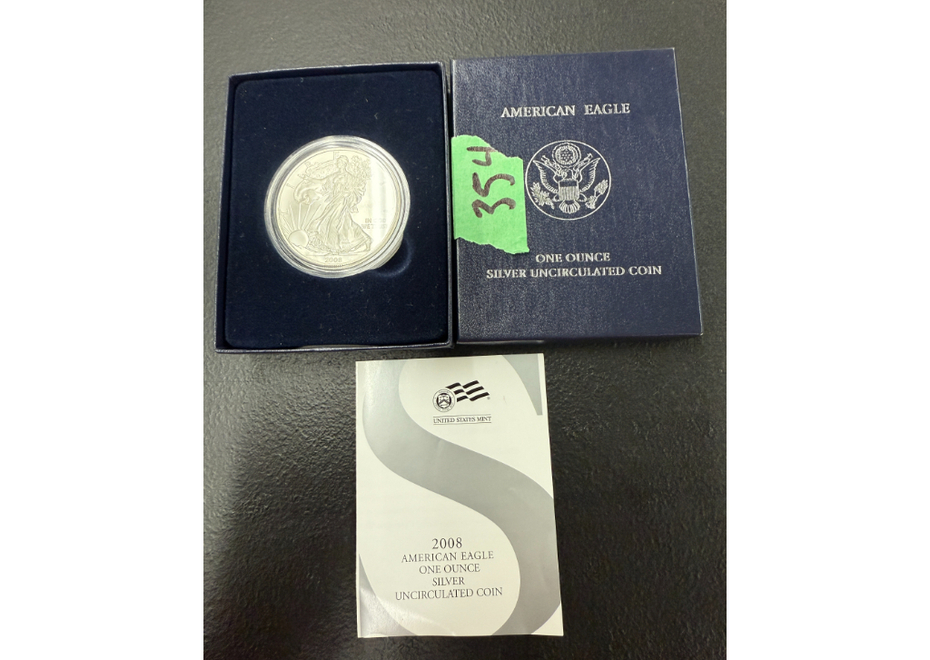 AMERICAN EAGLE
354
ONE OUNCE
SILVER UNCIRCULATED COIN
2008
UNITED STATES MINT
2008
AMERICAN EAGLE
ONE OUNCE
SILVER
UNCIRCULATED COIN